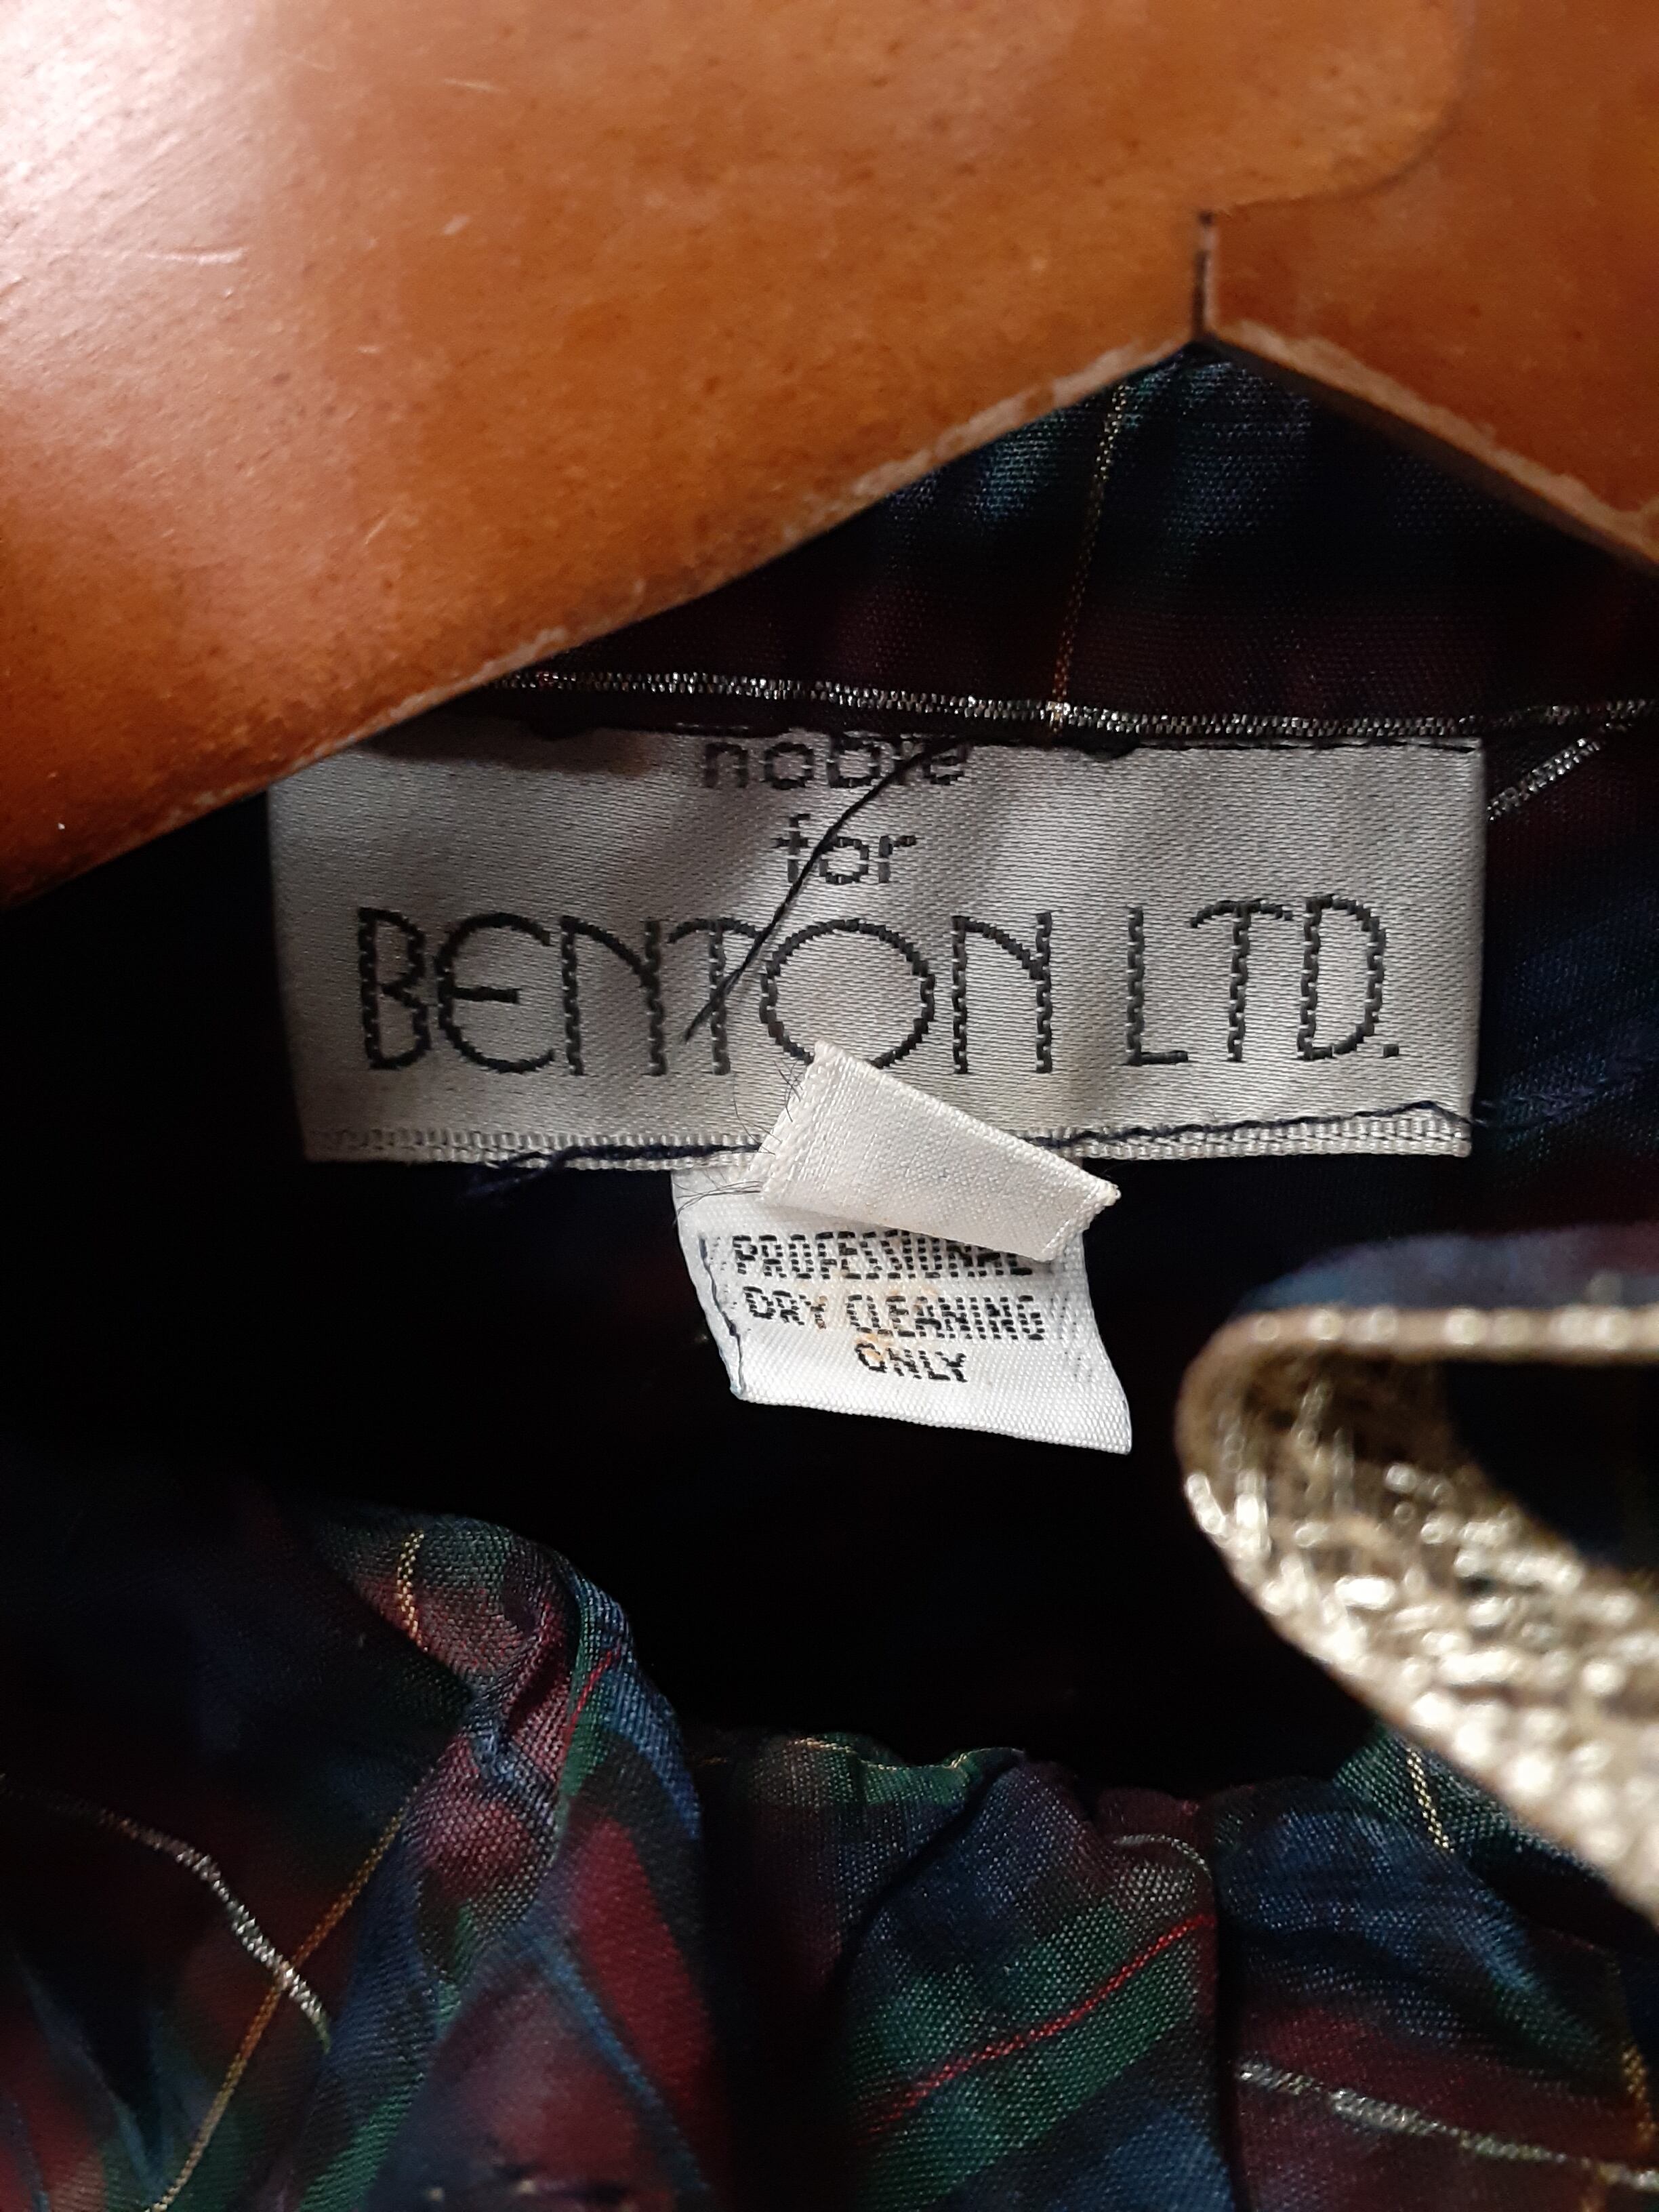 noble
for
BENTON LTD.
PROFESSIONAL
DRY CLEANING
ONLY